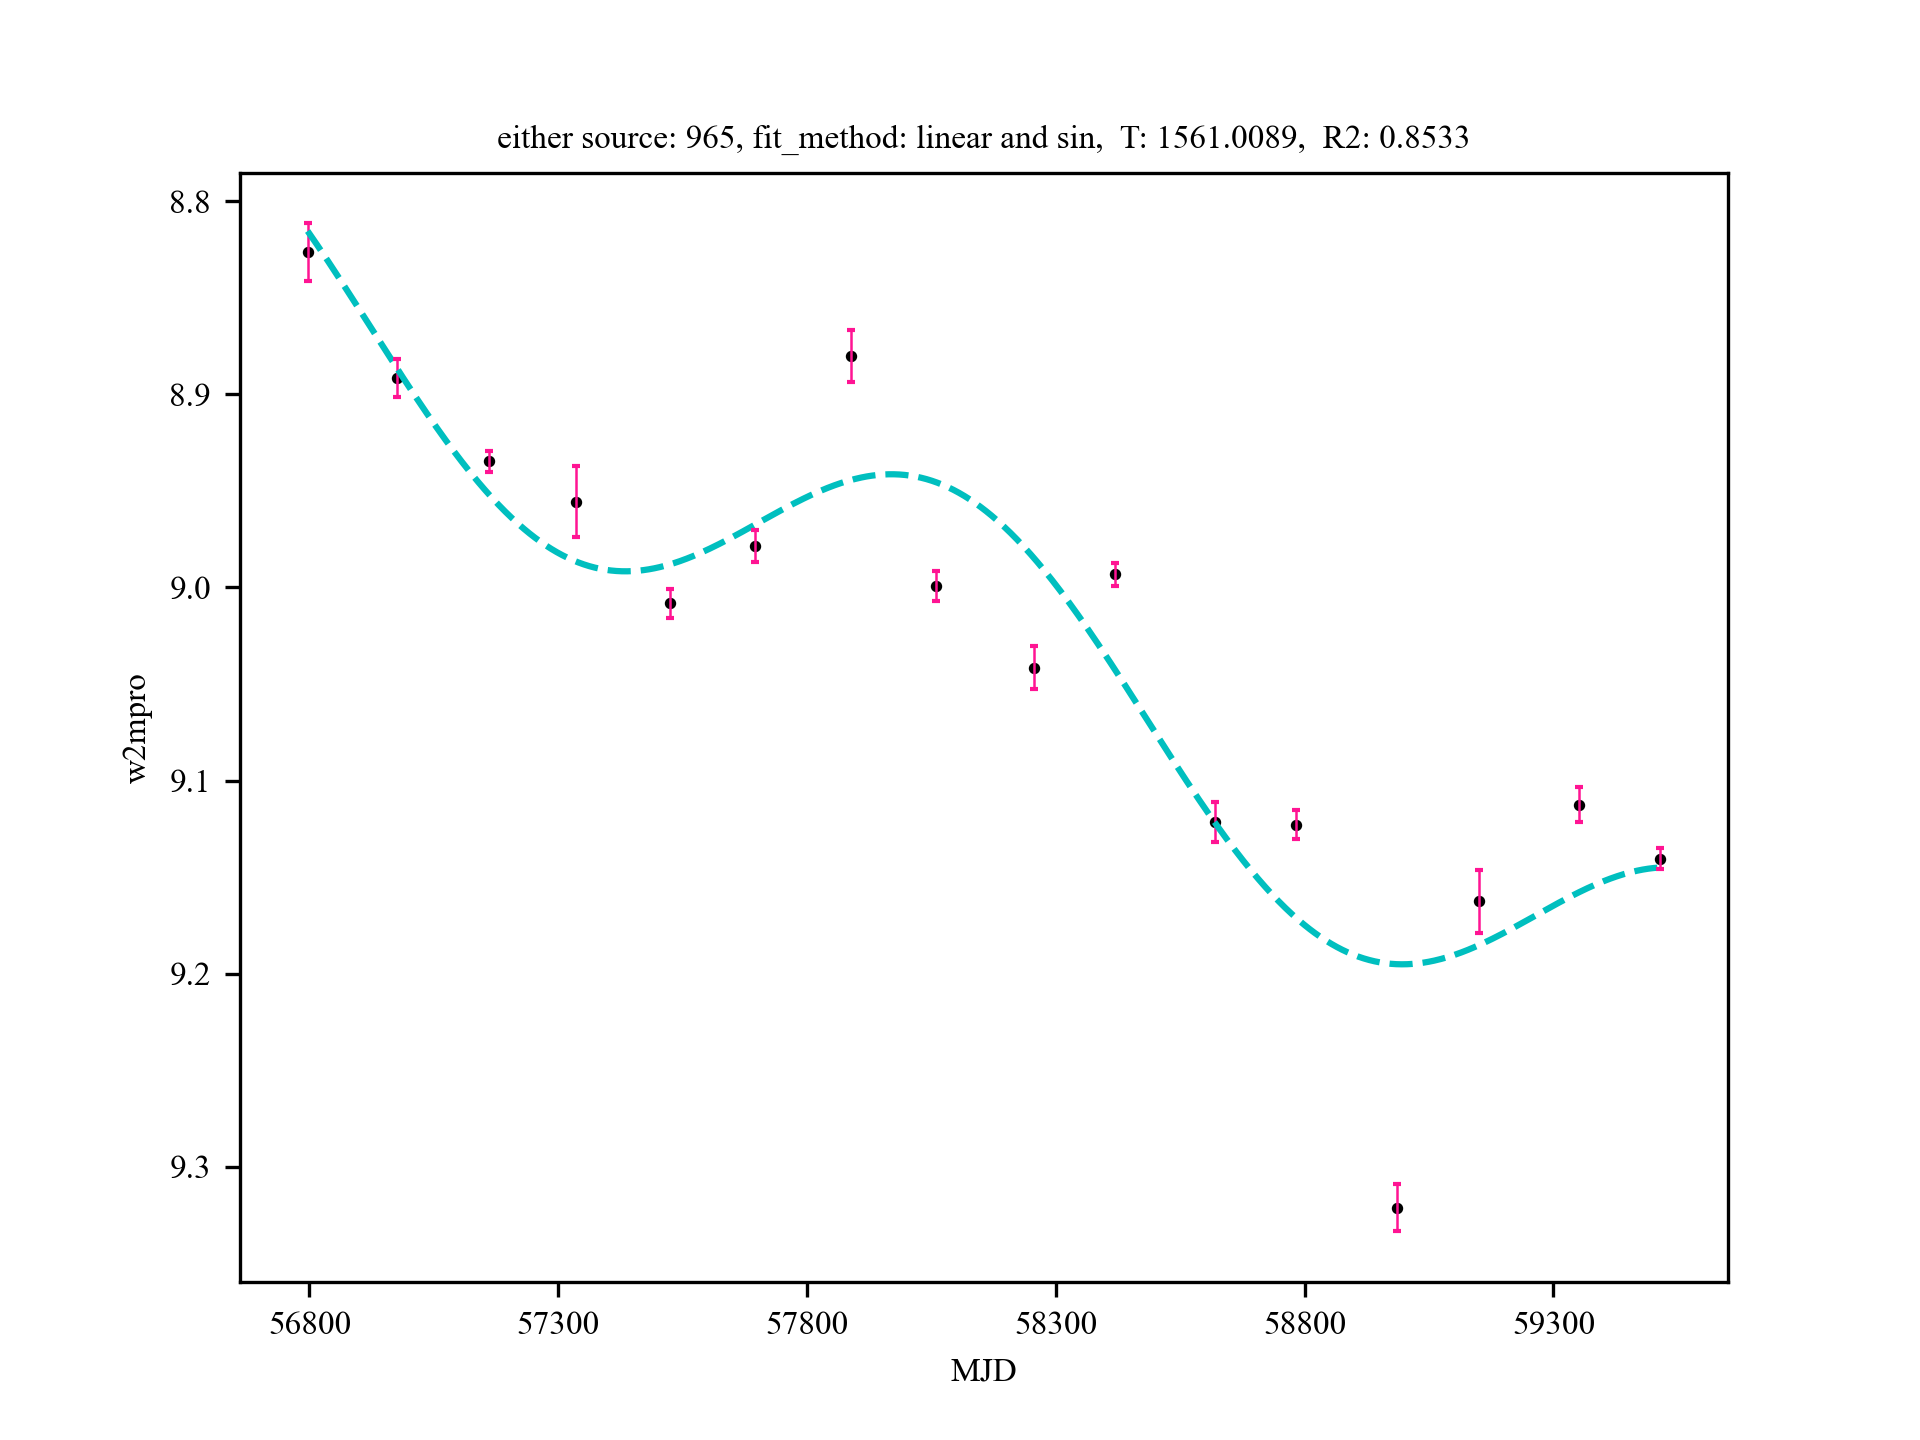 either source: 965, fit_method: linear and sin,  T: 1561.0089,  R2: 0.8533
8.8
8.9
9.0
9.1
9.2
9.3
w2mpro
56800 57300 57800 58300 58800 59300
MJD